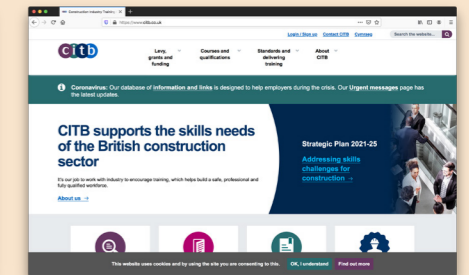 Construction Industry Training
https://www.citb.co.uk
Login / Sign up Contact CITB Cymraeg
Search the website...
citb
Levy, grants and funding
Courses and qualifications
Standards and delivering training
About CITB
Coronavirus: Our database of information and links is designed to help employers during the crisis. Our Urgent messages page has
the latest updates.
CITB supports the skills needs
of the British construction
sector
It's our job to work with industry to encourage training, which helps build a safe, professional and
fully qualified workforce.
About us →
Strategic Plan 2021-25
Addressing skills
challenges for
construction →
This website uses cookies and by using the site you are consenting to this.
OK, I understand
Find out more